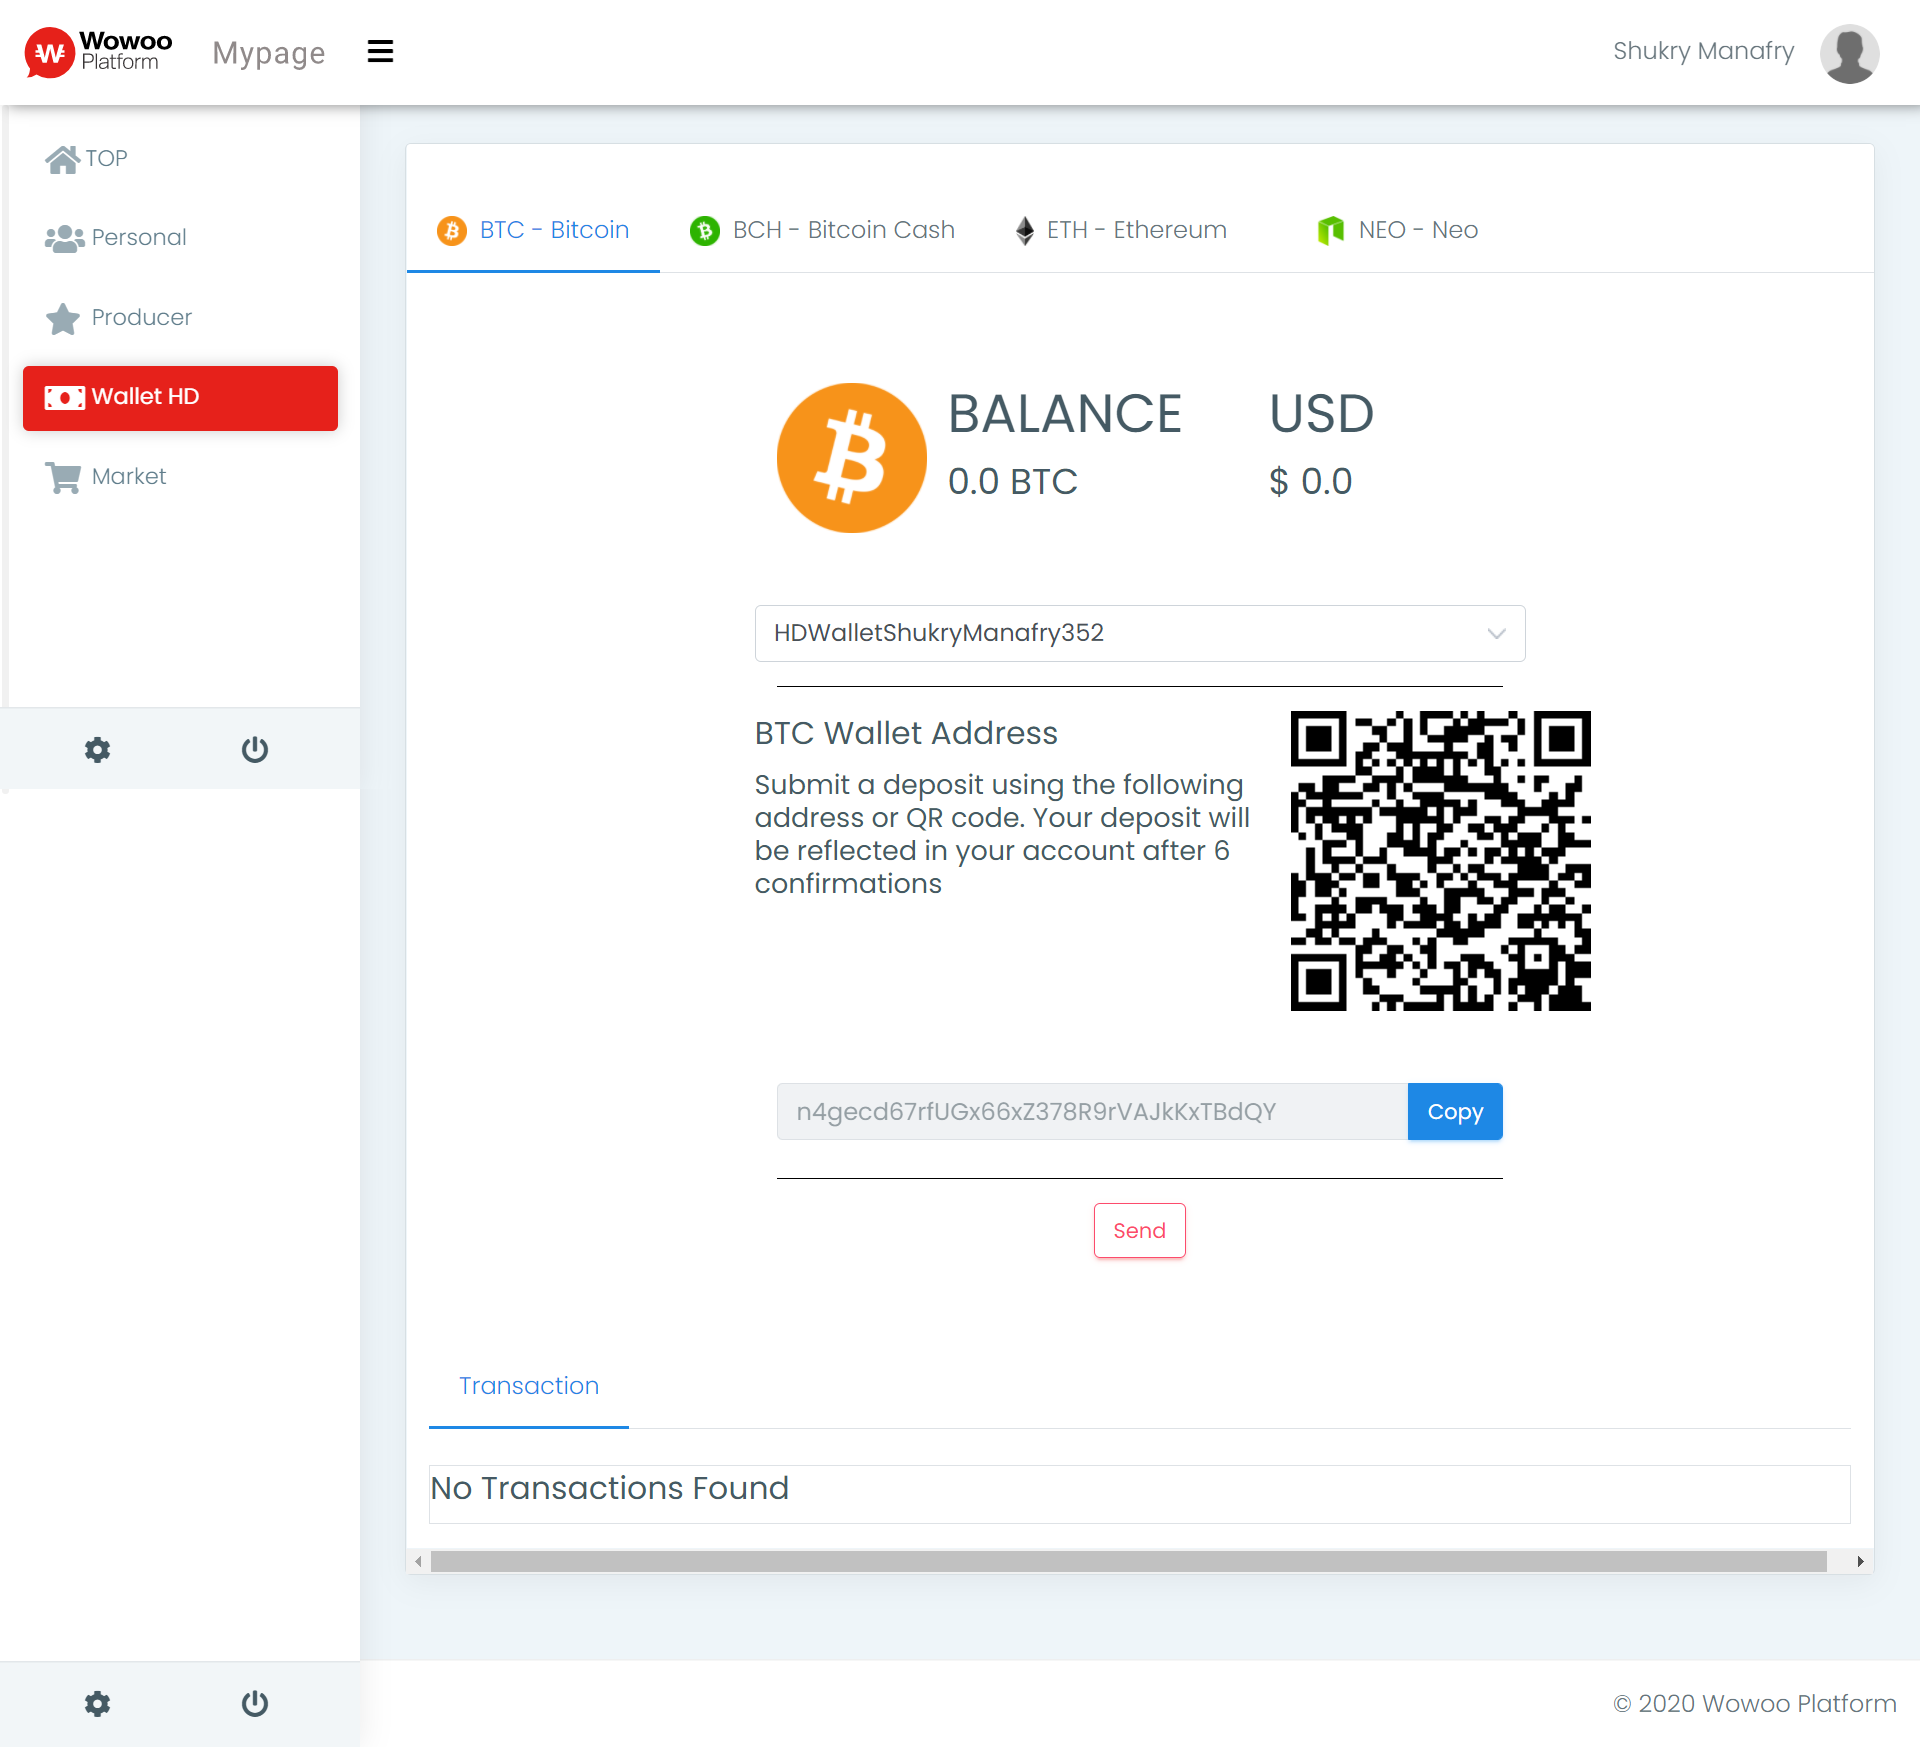 Wowoo
Platform
Mypage
Shukry Manafry
TOP
Personal
Producer
Wallet HD
Market
BTC - Bitcoin
BCH - Bitcoin Cash
ETH - Ethereum
NEO - Neo
BALANCE
USD
0.0 BTC
$ 0.0
HDWalletShukryManafry352
BTC Wallet Address
Submit a deposit using the following
address or QR code. Your deposit will
be reflected in your account after 6
confirmations
n4gecd67rfUGx66xZ378R9rVAJkKxTBdQY
Copy
Send
Transaction
No Transactions Found
© 2020 Wowoo Platform